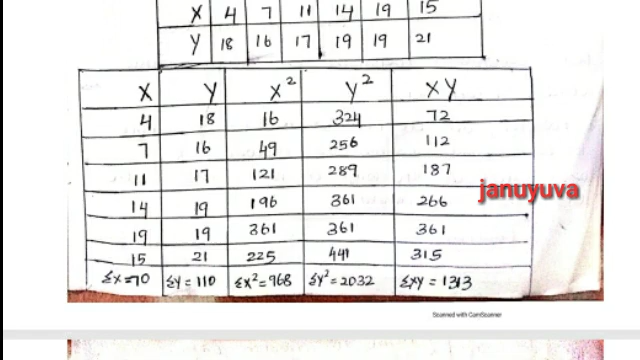 X 4 7 11 14 19 15
Y 18 16 17 19 19 21
X Y X² Y² XY
4 18 16 324 72
7 16 49 256 112
11 17 121 289 187
januyuva
14 19 196 361 266
19 19 361 361 361
15 21 225 441 315
ΣX=70 ΣY=110 ΣX²=968 ΣY²=2032 ΣXY=1313
Scanned with CamScanner